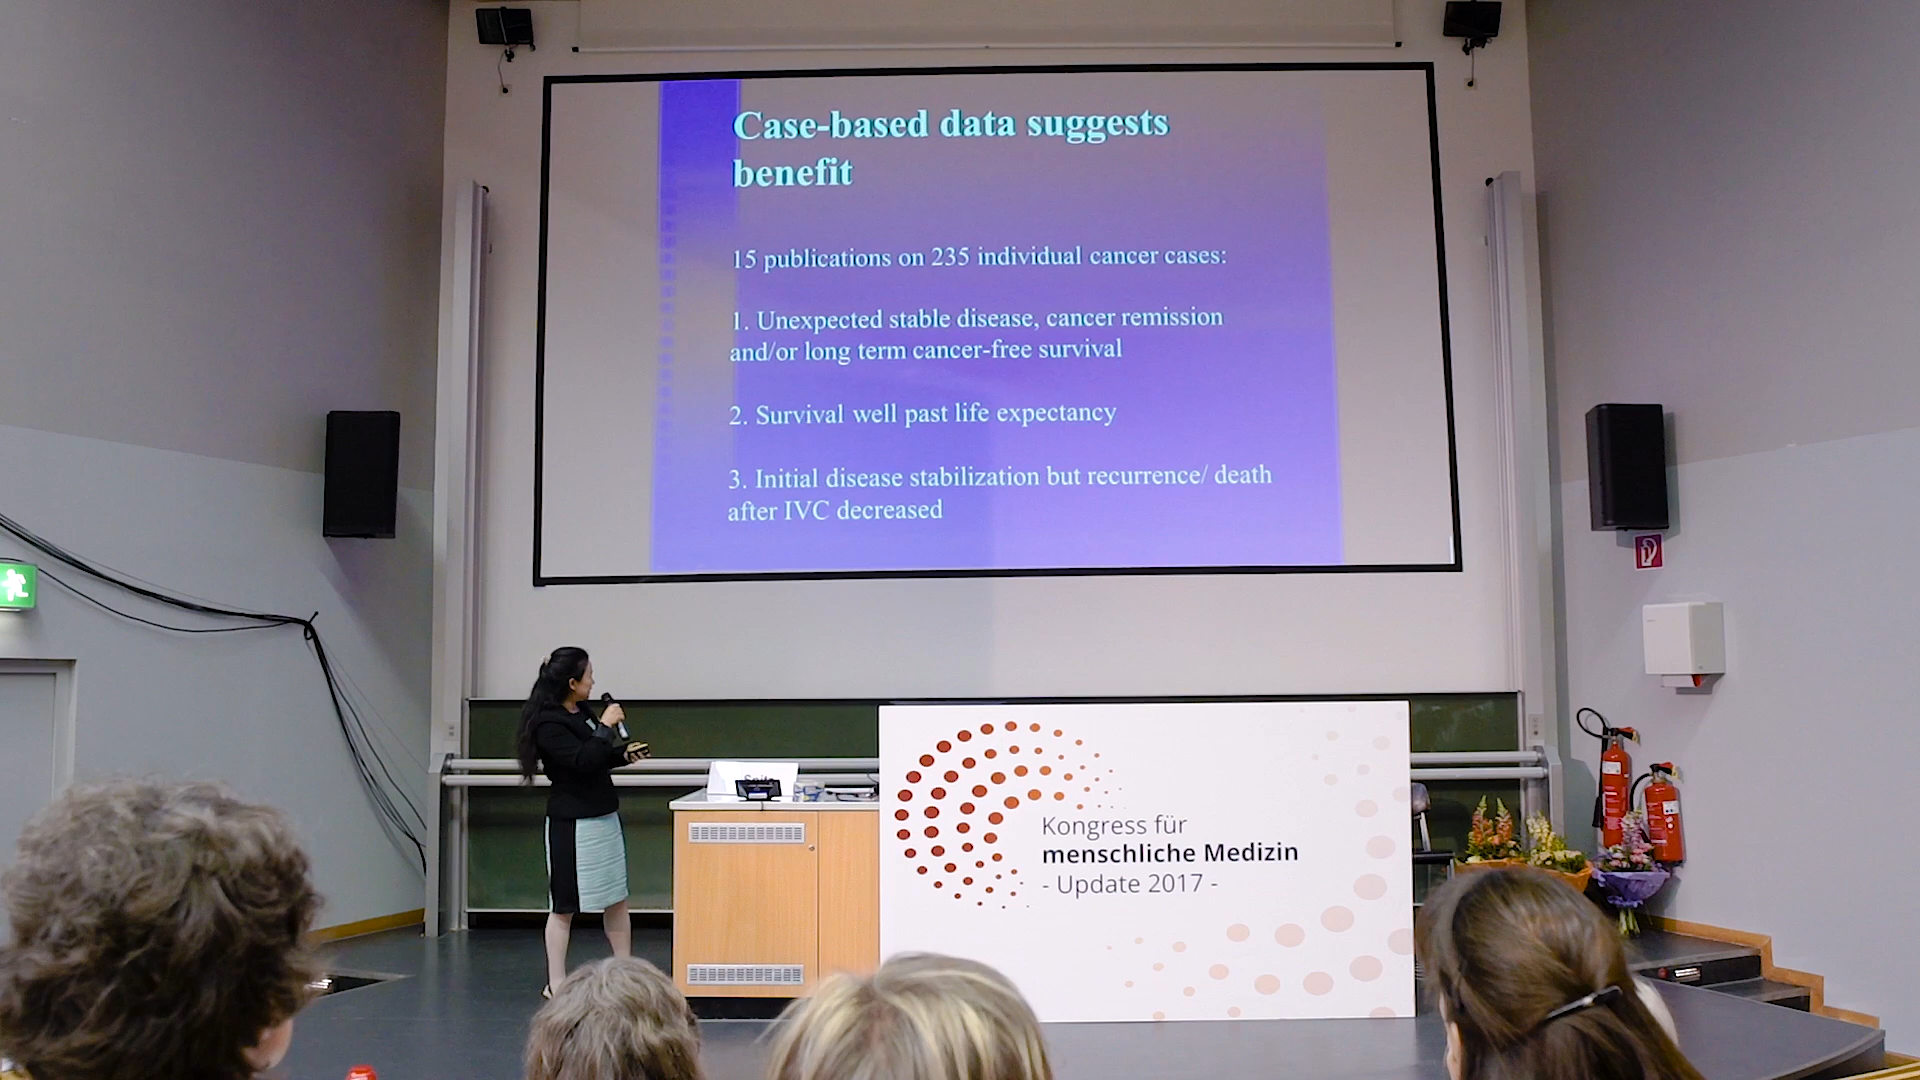 Case-based data suggests
benefit
15 publications on 235 individual cancer cases:
1. Unexpected stable disease, cancer remission
and/or long term cancer-free survival
2. Survival well past life expectancy
3. Initial disease stabilization but recurrence/ death
after IVC decreased
Kongress für
menschliche Medizin
- Update 2017 -